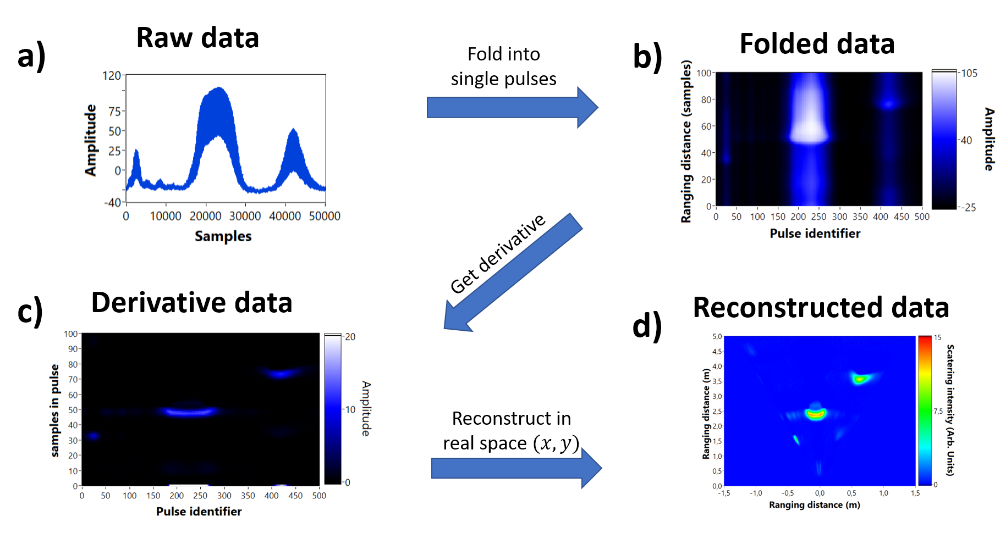 a)
Raw data
120
75
50
25
0
-40
Amplitude
0 10000 20000 30000 40000 50000
Samples
Fold into
single pulses
b)
Folded data
100
80
60
40
20
0
Ranging distance (samples)
0 50 100 150 200 250 300 350 400 450 500
Pulse identifier
105
40
-25
Amplitude
Get derivative
c)
Derivative data
100
90
80
70
60
50
40
30
20
10
0
samples in pulse
0 50 100 150 200 250 300 350 400 450 500
Pulse identifier
20
10
0
Amplitude
Reconstruct in
real space (x, y)
d)
Reconstructed data
5,0
4,5
4,0
3,5
3,0
2,5
2,0
1,5
1,0
0,5
0,0
Ranging distance (m)
-1,5 -1,0 -0,5 0,0 0,5 1,0 1,5
Ranging distance (m)
15
7,5
0
Scatering intensity (Arb. Units)